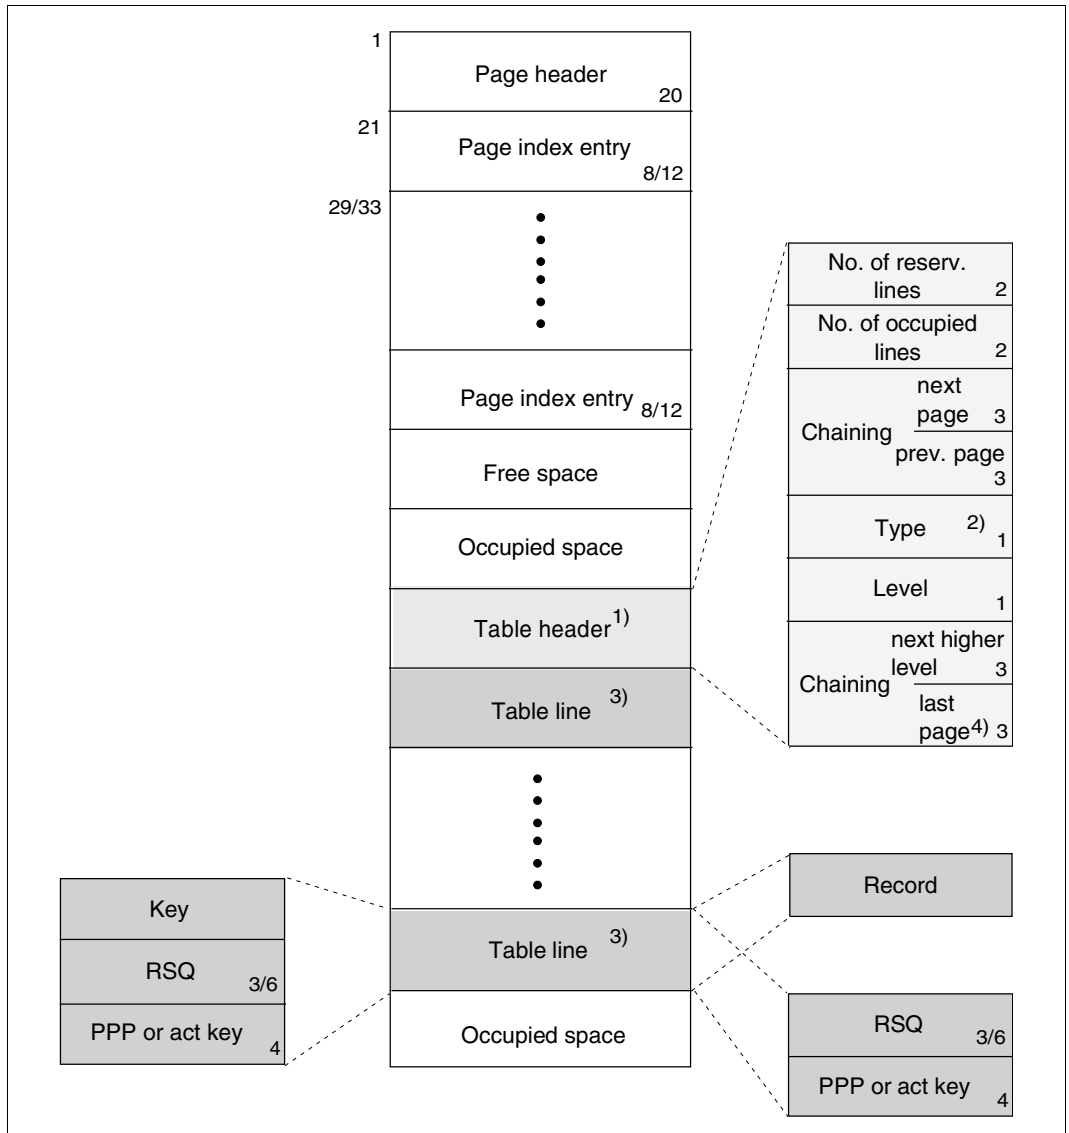 1
Page header
20
21
Page index entry
8/12
29/33
Page index entry 8/12
Free space
Occupied space
Table header 1)
Table line 3)
Table line 3)
Occupied space
No. of reserv.
lines 2
No. of occupied
lines 2
Chaining
next
page 3
prev. page
3
Type 2)
1
Level
1
Chaining
next higher
level 3
last
page 4) 3
Record
Key
RSQ
3/6
PPP or act key
4
RSQ
3/6
PPP or act key
4